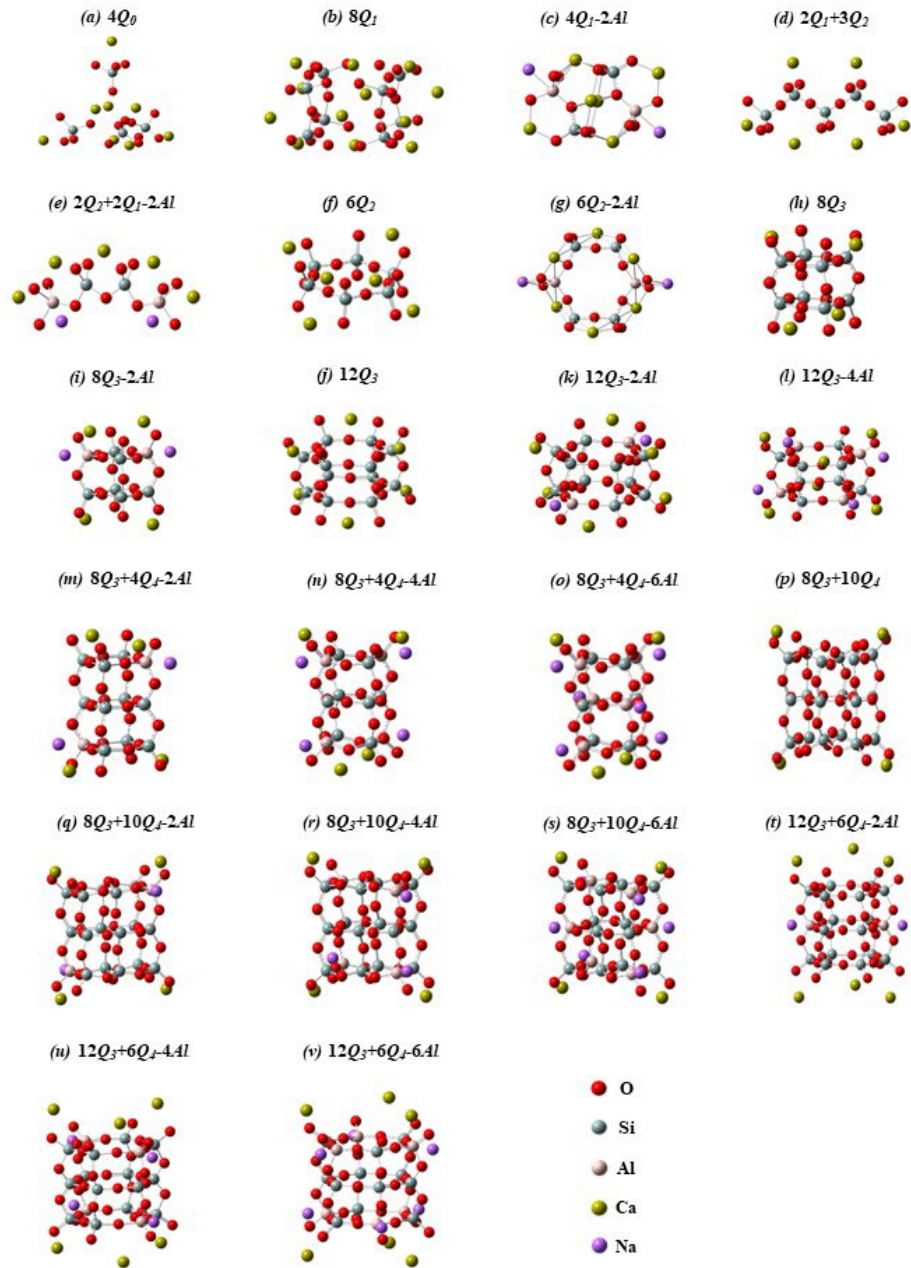 (a) 4Q₀
(b) 8Q₁
(c) 4Q₁-2Al
(d) 2Q₁+3Q₂
(e) 2Q₂+2Q₁-2Al
(f) 6Q₂
(g) 6Q₂-2Al
(h) 8Q₃
(i) 8Q₃-2Al
(j) 12Q₃
(k) 12Q₃-2Al
(l) 12Q₃-4Al
(m) 8Q₃+4Q₄-2Al
(n) 8Q₃+4Q₄-4Al
(o) 8Q₃+4Q₄-6Al
(p) 8Q₃+10Q₄
(q) 8Q₃+10Q₄-2Al
(r) 8Q₃+10Q₄-4Al
(s) 8Q₃+10Q₄-6Al
(t) 12Q₃+6Q₄-2Al
(u) 12Q₃+6Q₄-4Al
(v) 12Q₃+6Q₄-6Al
O
Si
Al
Ca
Na